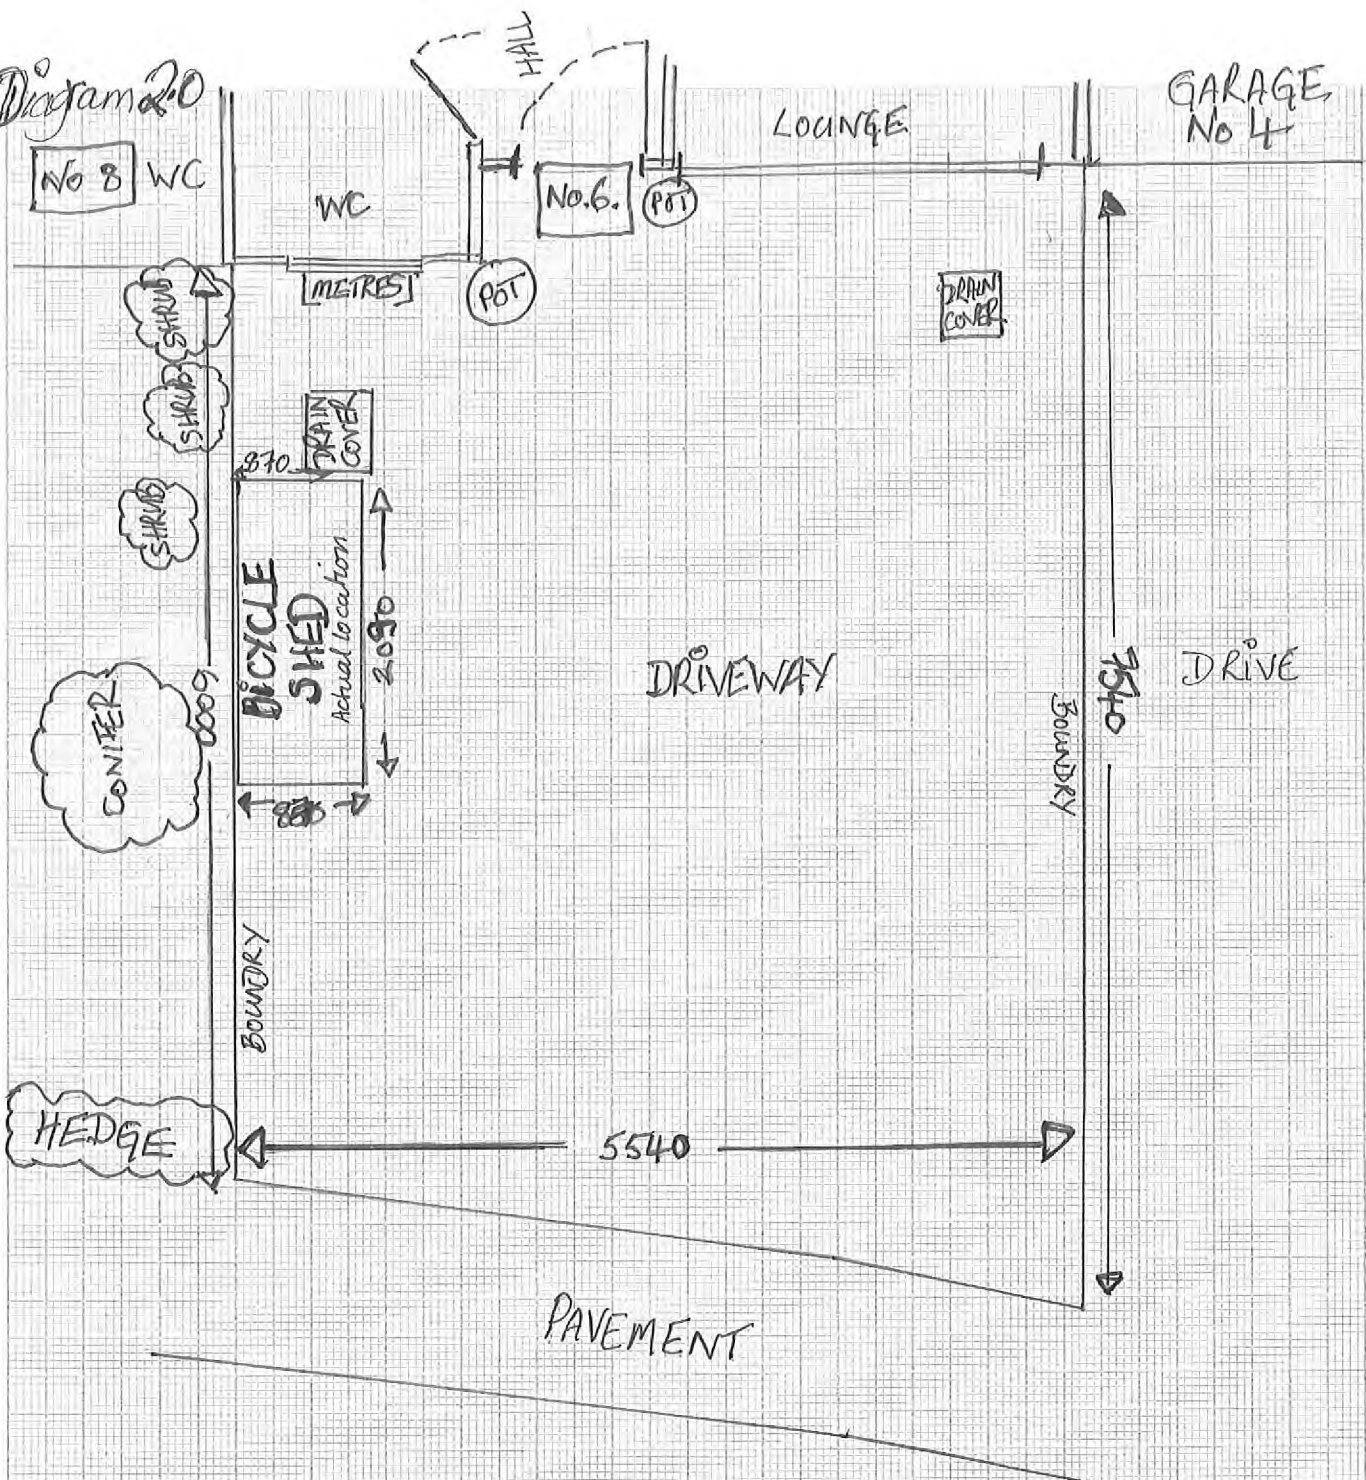 Diagram 2.0
HALL
GARAGE
No 4
LOUNGE
No 8
WC
WC
No.6.
POT
METRES
POT
DRAIN
COVER
SHRUB
SHRUB
SHRUB
DRAIN
COVER
870
BiCYCLE
SHED
Actual location
2090
6000
CONIFER
DRIVEWAY
BOUNDRY
7540
DRiVE
BOUNDRY
HEDGE
5540
PAVEMENT